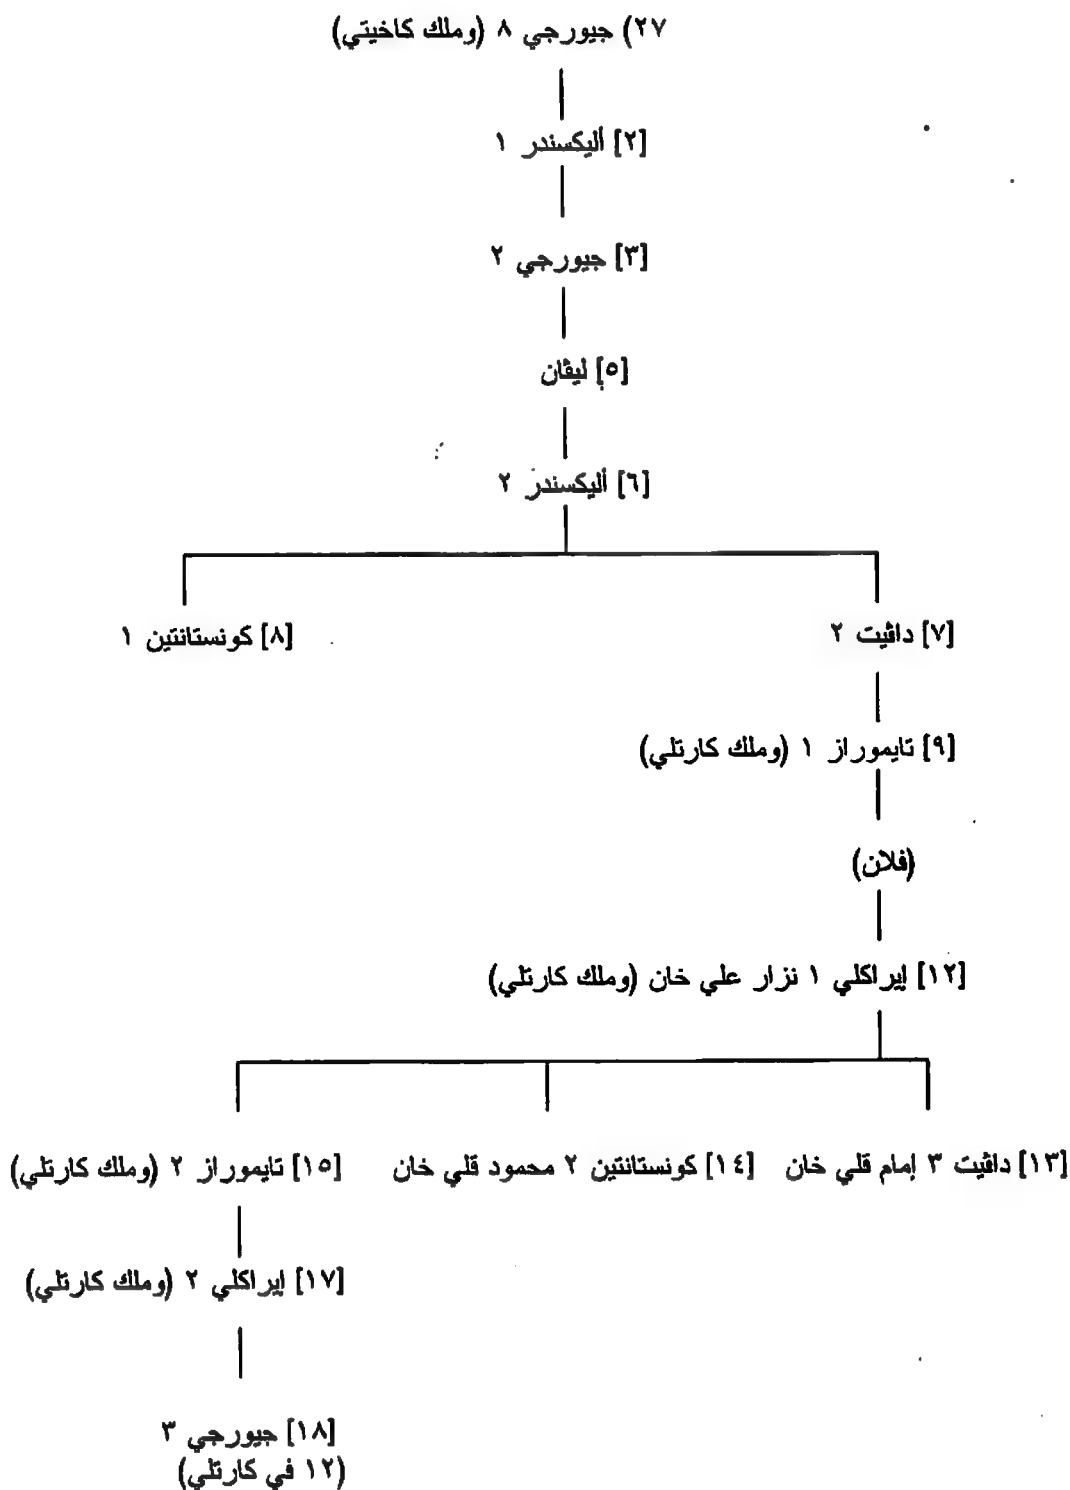 ٢٧) جيورجي ٨ (وملك كاخيتي)
[٢] أليكسندر ١
[٣] جيورجي ٢
[٥] ليڤان
[٦] أليكسندر ٢
[٧] داڤيت ٢
[٨] كونستانتين ١
[٩] تايموراز ١ (وملك كارتلي)
(فلان)
[١٢] إيراكلي ١ نزار علي خان (وملك كارتلي)
[١٣] داڤيت ٣ إمام قلي خان [١٤] كونستانتين ٢ محمود قلي خان [١٥] تايموراز ٢ (وملك كارتلي)
[١٧] إيراكلي ٢ (وملك كارتلي)
[١٨] جيورجي ٣
(١٢ في كارتلي)